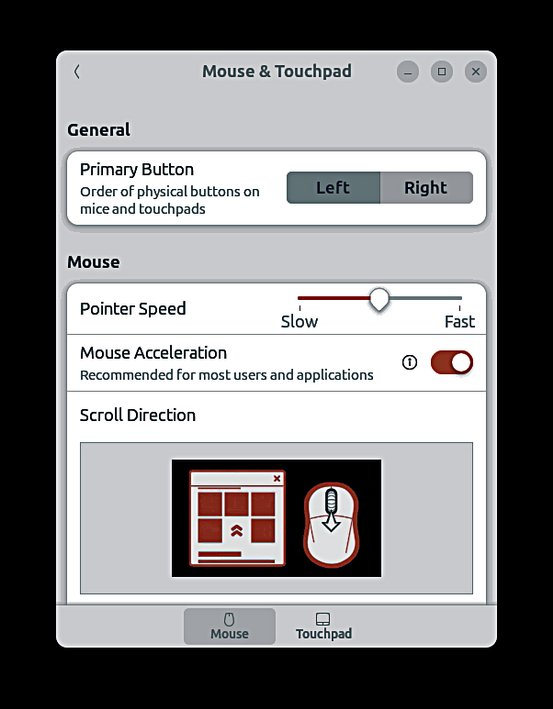 Mouse & Touchpad
General
Primary Button
Order of physical buttons on
mice and touchpads
Left
Right
Mouse
Pointer Speed
Slow
Fast
Mouse Acceleration
Recommended for most users and applications
Scroll Direction
Mouse
Touchpad